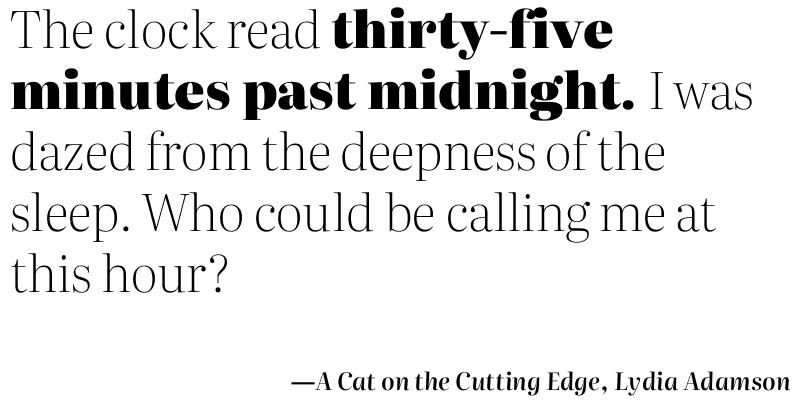 The clock read thirty-five
minutes past midnight. I was
dazed from the deepness of the
sleep. Who could be calling me at
this hour?
—A Cat on the Cutting Edge, Lydia Adamson